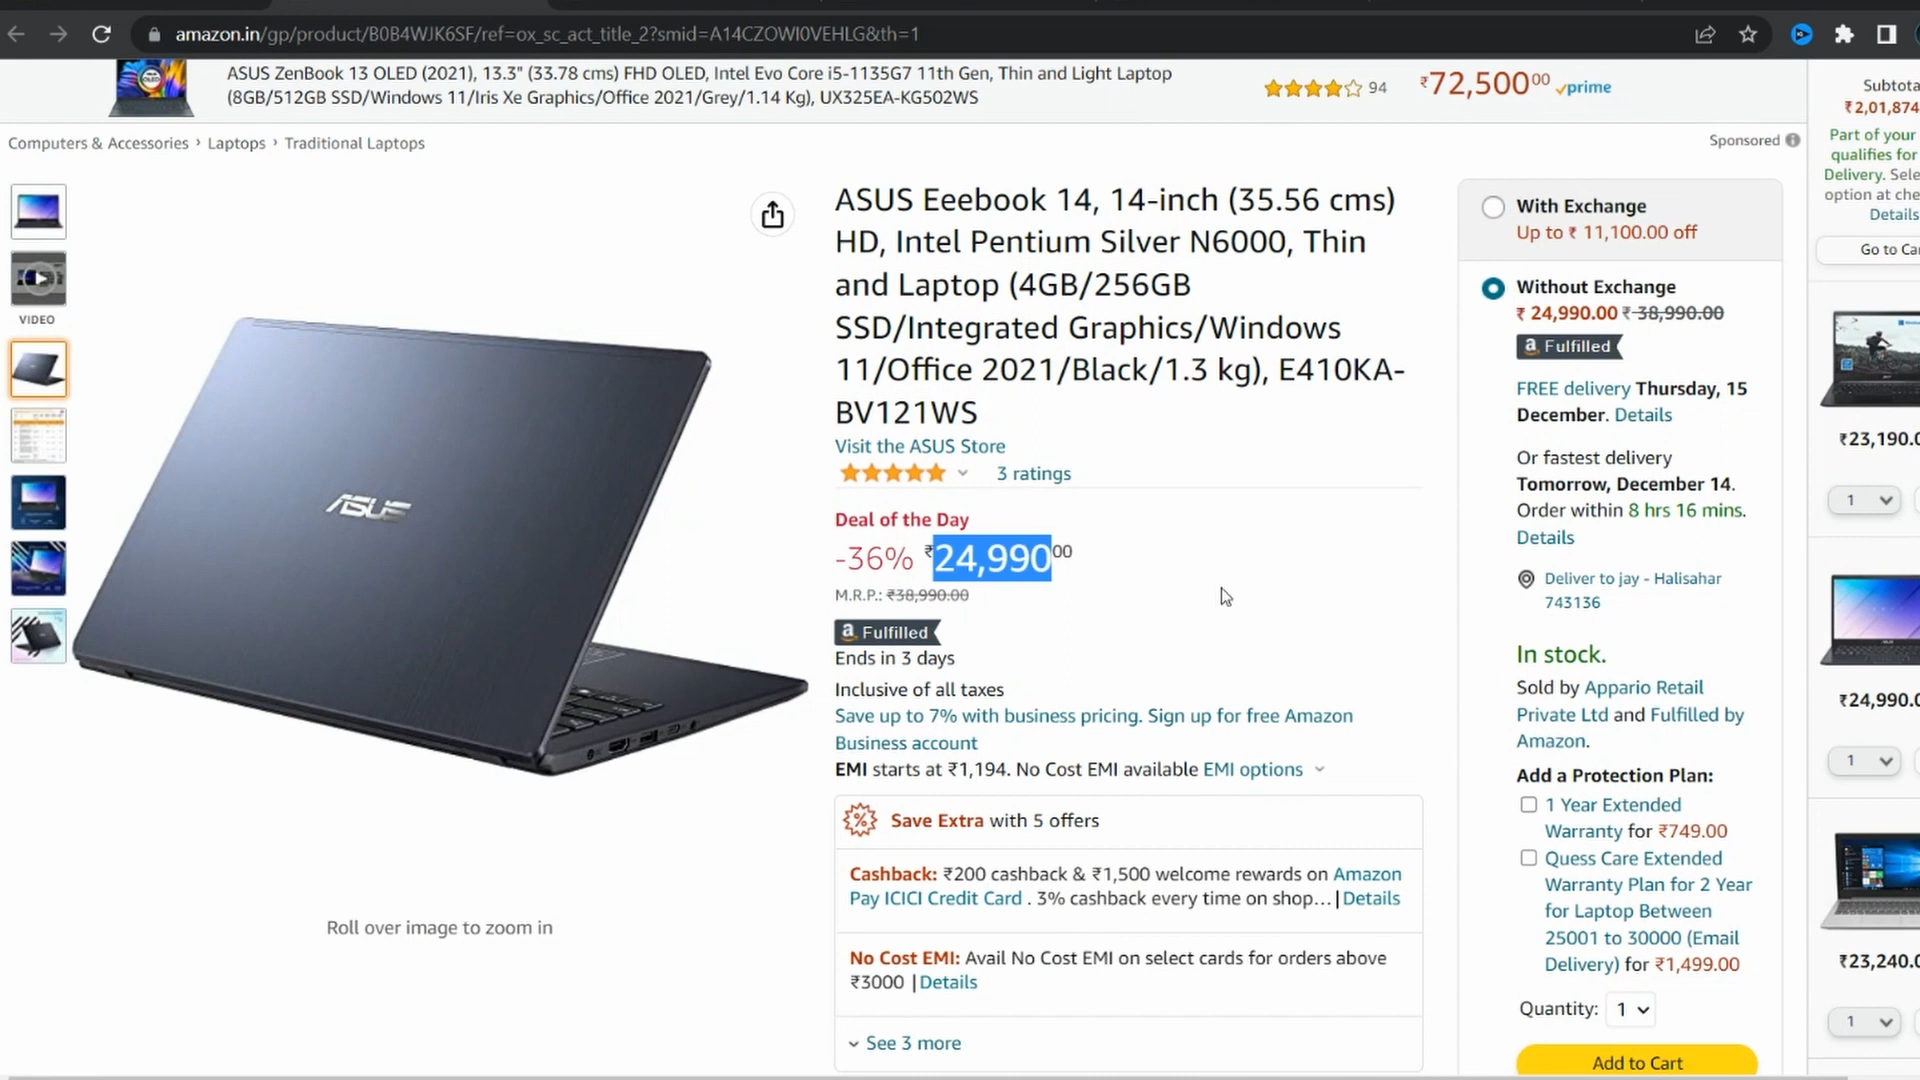 amazon.in/gp/product/B0B4WJK6SF/ref=ox_sc_act_title_2?smid=A14CZOWI0VEHLG&th=1
ASUS ZenBook 13 OLED (2021), 13.3" (33.78 cms) FHD OLED, Intel Evo Core i5-1135G7 11th Gen, Thin and Light Laptop
(8GB/512GB SSD/Windows 11/Iris Xe Graphics/Office 2021/Grey/1.14 Kg), UX325EA-KG502WS
94
₹72,50000 prime
Computers & Accessories › Laptops › Traditional Laptops
Sponsored
ASUS Eeebook 14, 14-inch (35.56 cms)
HD, Intel Pentium Silver N6000, Thin
and Laptop (4GB/256GB
SSD/Integrated Graphics/Windows
11/Office 2021/Black/1.3 kg), E410KA-
BV121WS
Visit the ASUS Store
3 ratings
Deal of the Day
-36% ₹24,99000
M.R.P.: ₹38,990.00
a Fulfilled
Ends in 3 days
Inclusive of all taxes
Save up to 7% with business pricing. Sign up for free Amazon
Business account
EMI starts at ₹1,194. No Cost EMI available EMI options
Save Extra with 5 offers
Cashback: ₹200 cashback & ₹1,500 welcome rewards on Amazon
Pay ICICI Credit Card . 3% cashback every time on shop... | Details
No Cost EMI: Avail No Cost EMI on select cards for orders above
₹3000 | Details
See 3 more
VIDEO
ASUS
Roll over image to zoom in
With Exchange
Up to ₹ 11,100.00 off
Without Exchange
₹ 24,990.00 ₹ 38,990.00
a Fulfilled
FREE delivery Thursday, 15
December. Details
Or fastest delivery
Tomorrow, December 14.
Order within 8 hrs 16 mins.
Details
Deliver to jay - Halisahar
743136
In stock.
Sold by Appario Retail
Private Ltd and Fulfilled by
Amazon.
Add a Protection Plan:
1 Year Extended
Warranty for ₹749.00
Quess Care Extended
Warranty Plan for 2 Year
for Laptop Between
25001 to 30000 (Email
Delivery) for ₹1,499.00
Quantity: 1
Add to Cart
Subtota
₹2,01,874
Part of your
qualifies for
Delivery. Sele
option at che
Details
Go to Car
₹23,190.0
1
₹24,990.0
1
₹23,240.0
1